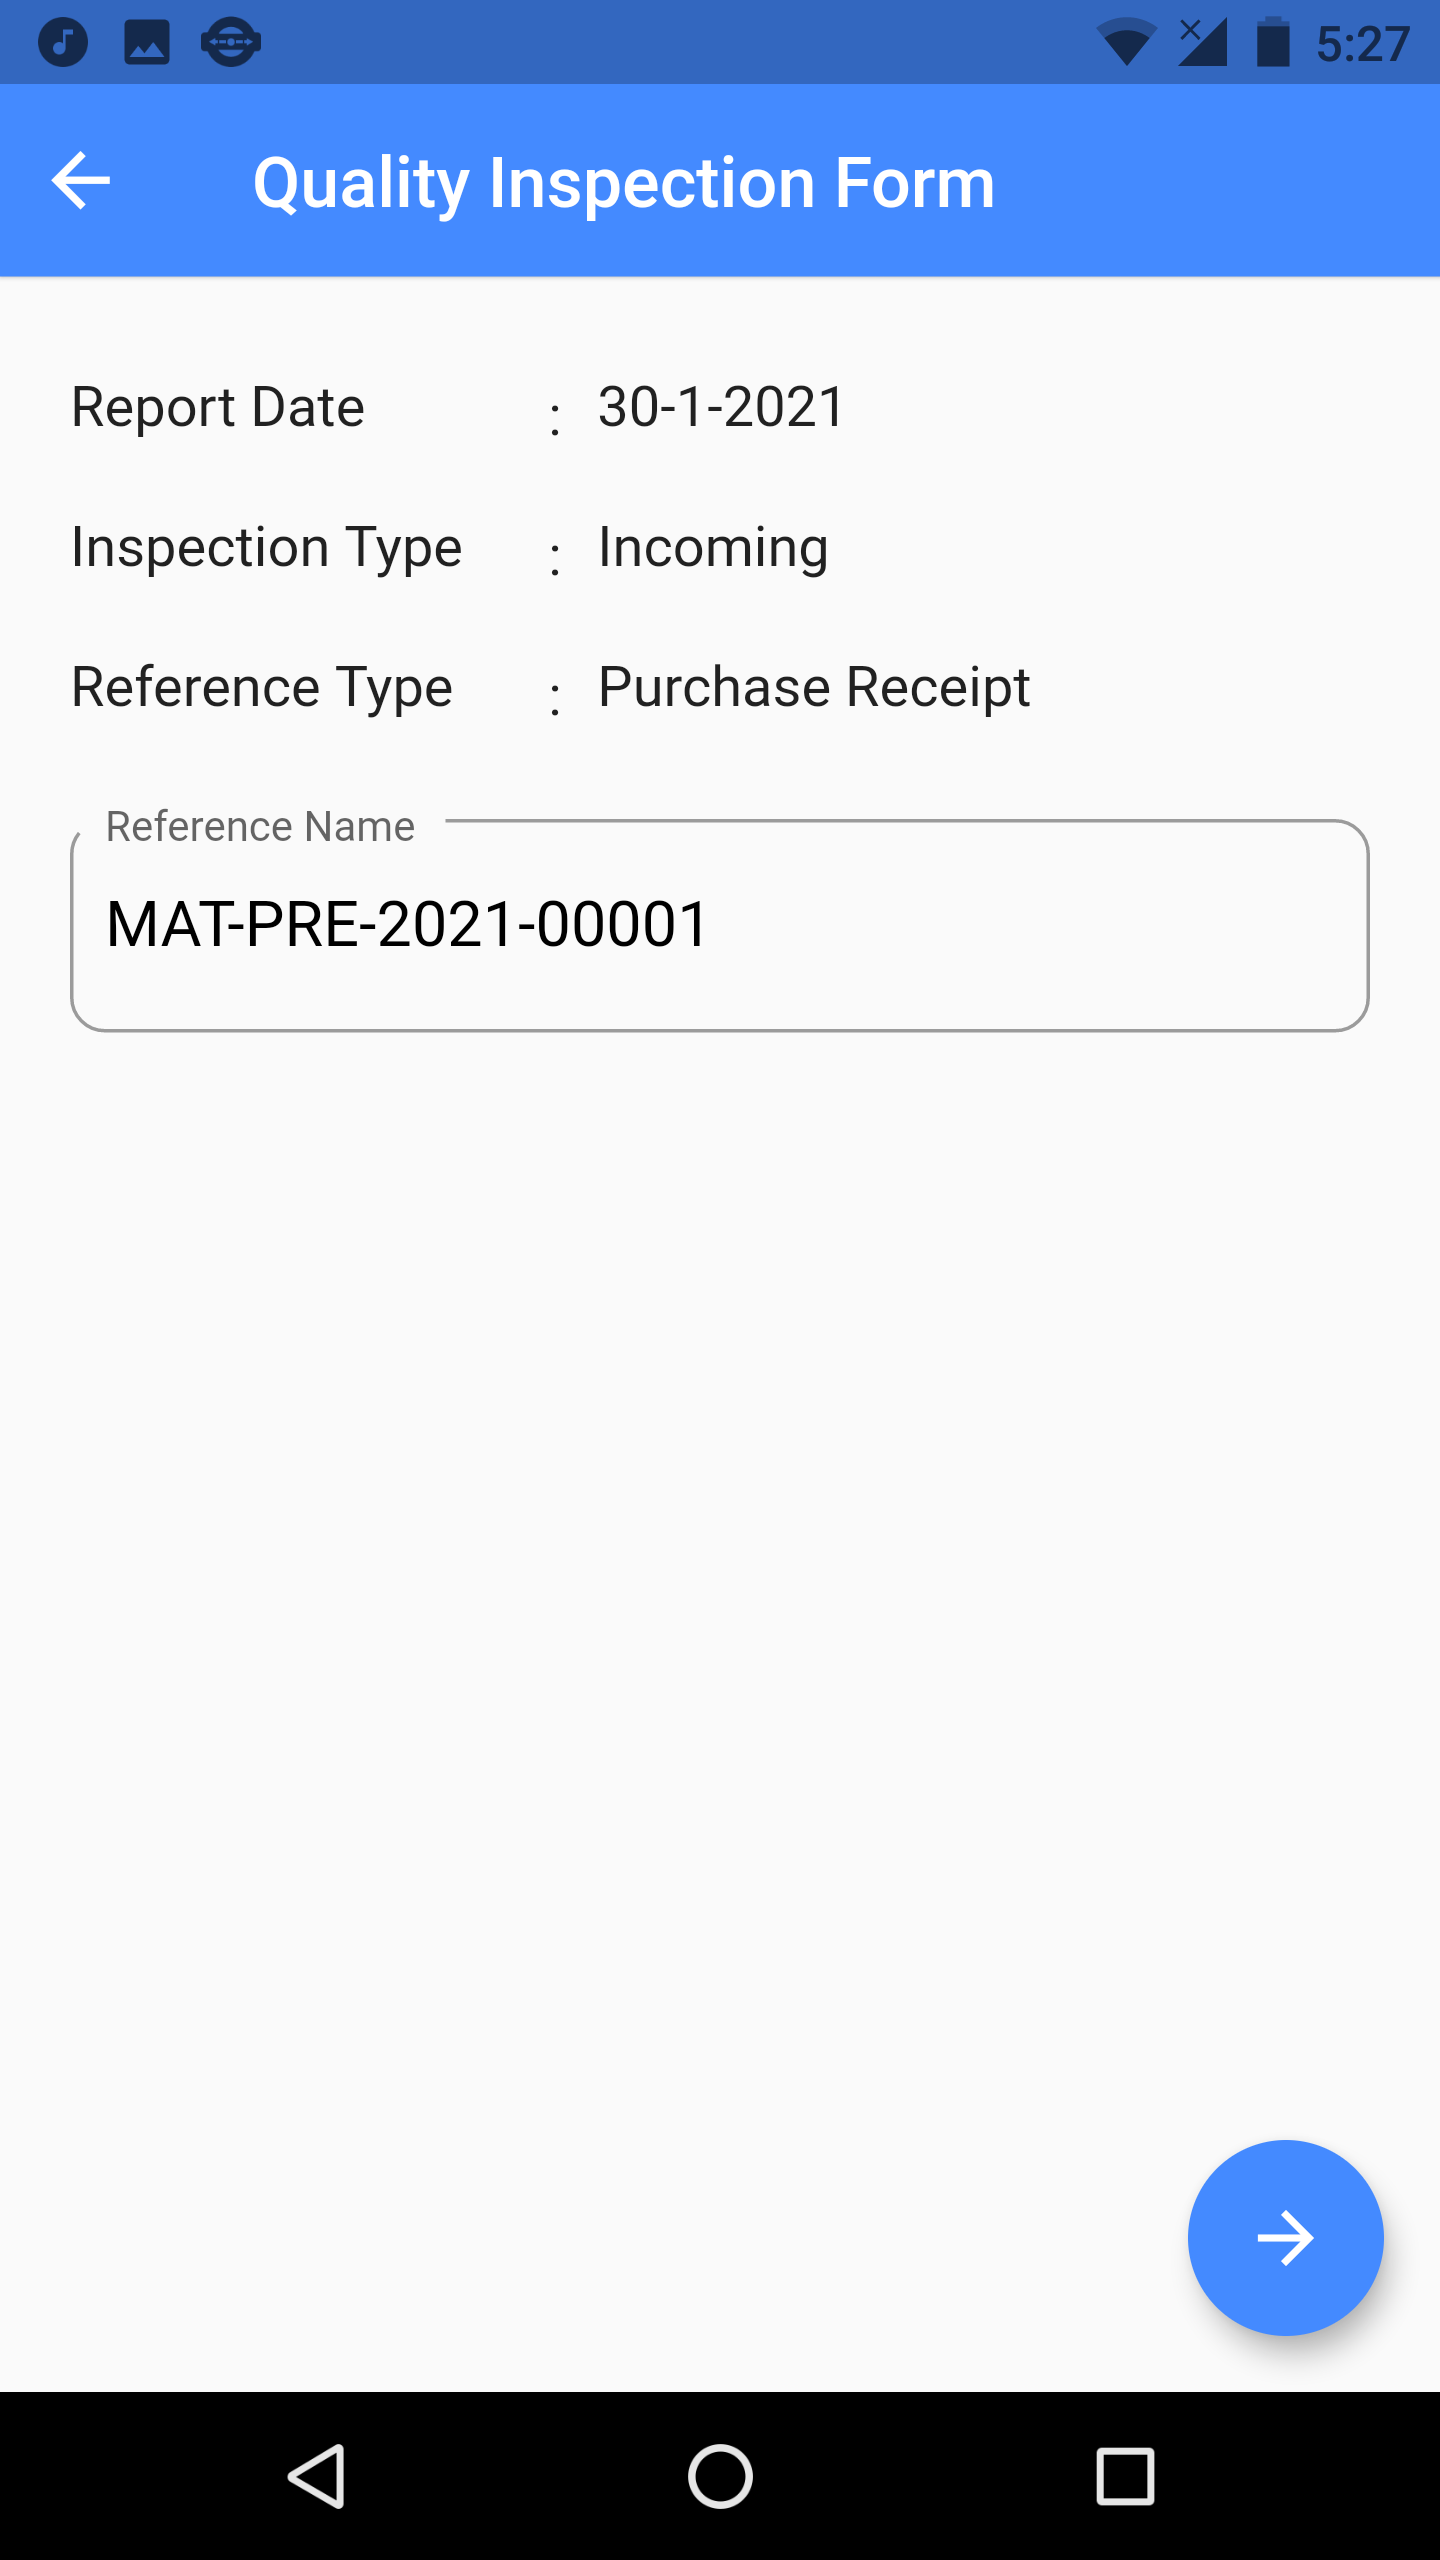 5:27
Quality Inspection Form
Report Date : 30-1-2021
Inspection Type : Incoming
Reference Type : Purchase Receipt
Reference Name
MAT-PRE-2021-00001